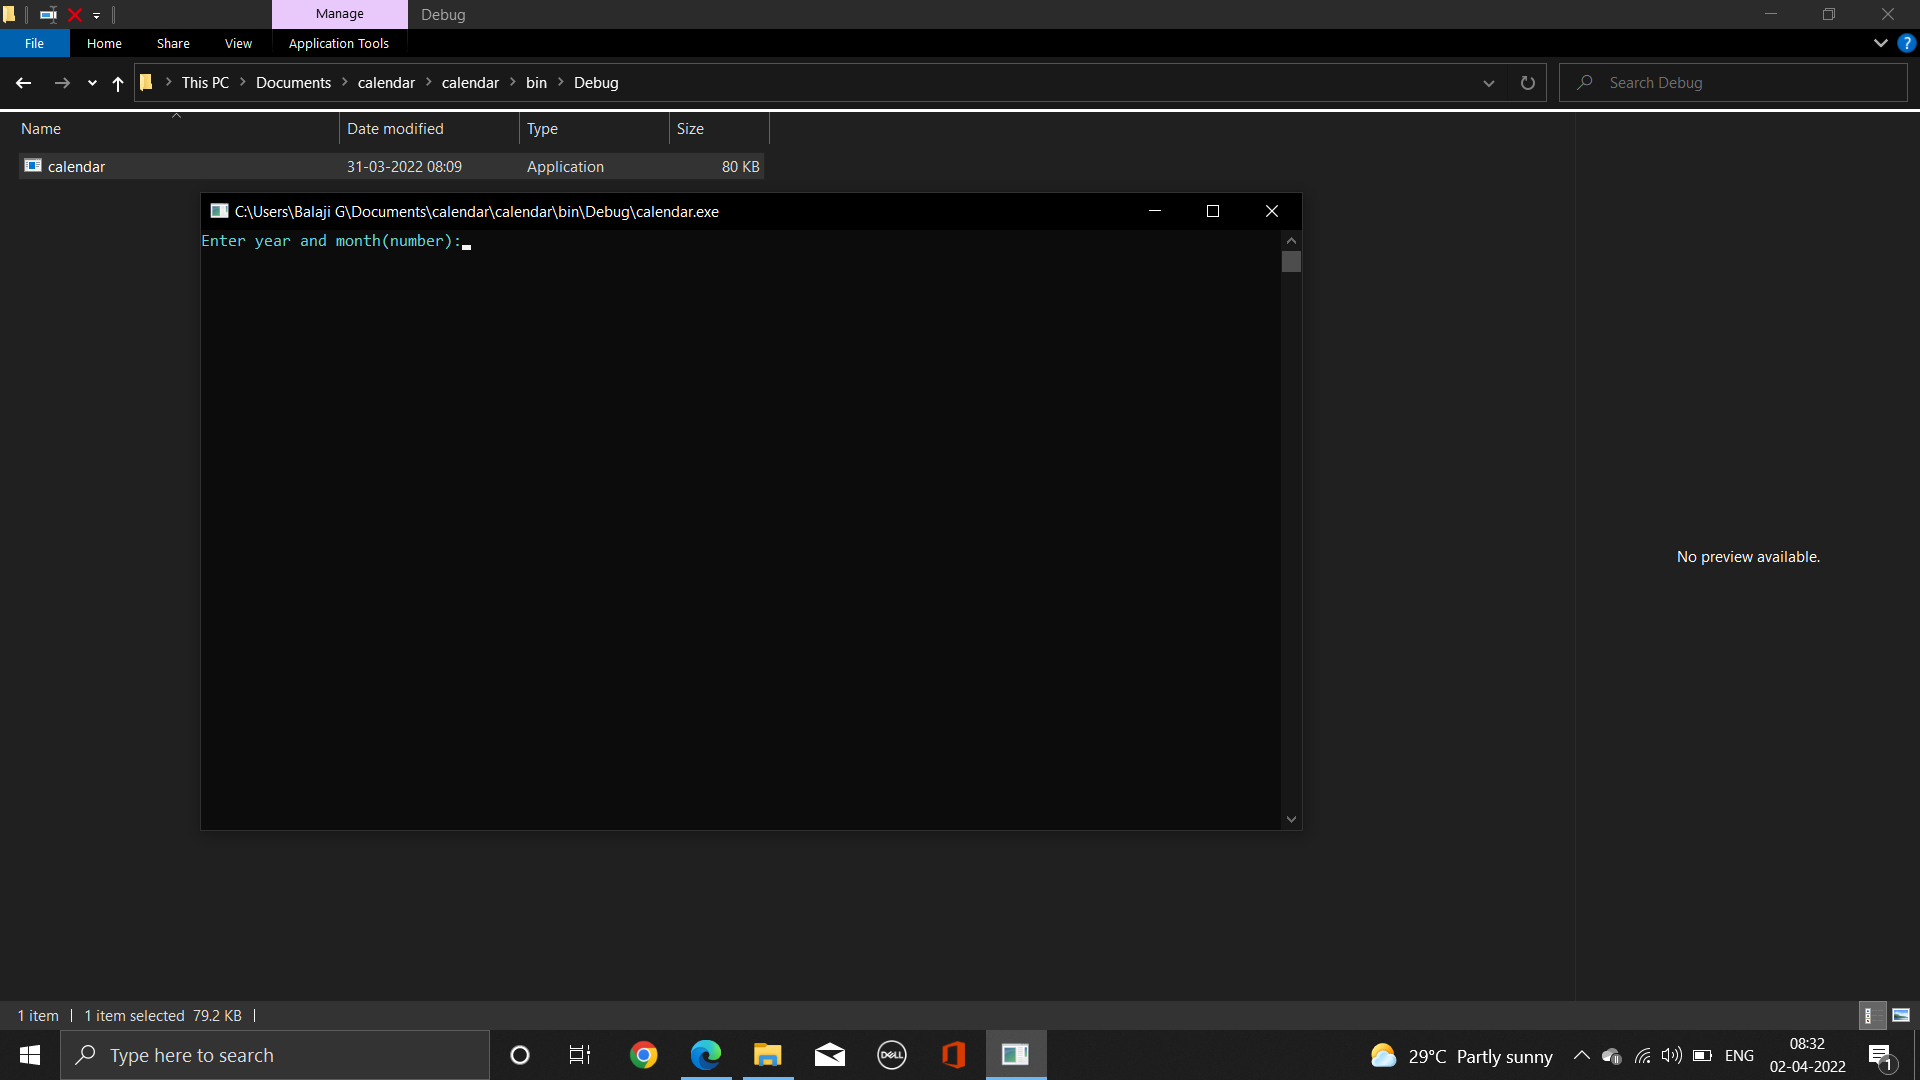 Manage
Debug
File
Home
Share
View
Application Tools
?
This PC
Documents
calendar
calendar
bin
Debug
Search Debug
Name
Date modified
Type
Size
calendar
31-03-2022 08:09
Application
80 KB
C:\Users\Balaji G\Documents\calendar\calendar\bin\Debug\calendar.exe
Enter year and month(number):
No preview available.
1 item
1 item selected 79.2 KB
Type here to search
DELL
29°C Partly sunny
ENG
08:32
02-04-2022
1